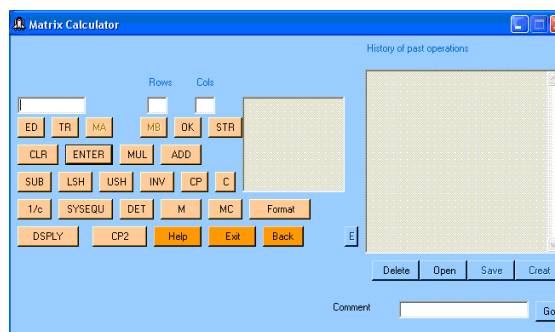 Matrix Calculator
History of past operations
Rows Cols
ED TR MA MB OK STR
CLR ENTER MUL ADD
SUB LSH USH INV CP C
1/c SYSEQU DET M MC Format
DSPLY CP2 Help Exit Back E
Delete Open Save Creat
Comment Go